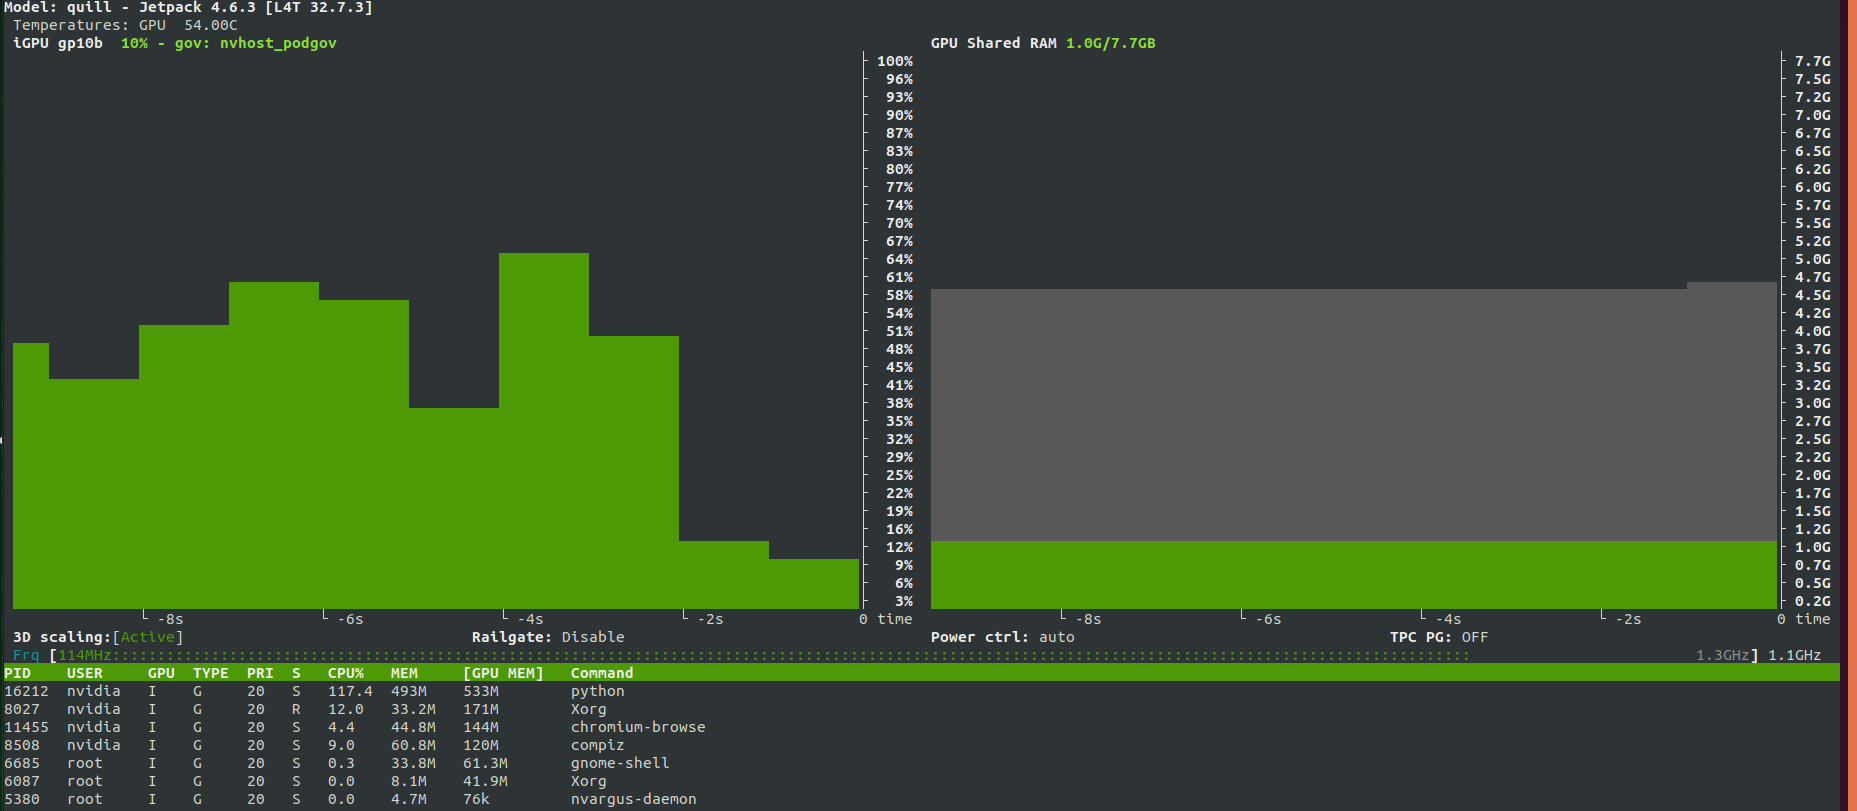 Model: quill - Jetpack 4.6.3 [L4T 32.7.3]
Temperatures: GPU 54.00C
iGPU gp10b 10% - gov: nvhost_podgov
100%
96%
93%
90%
87%
83%
80%
77%
74%
70%
67%
64%
61%
58%
54%
51%
48%
45%
41%
38%
35%
32%
29%
25%
22%
19%
16%
12%
9%
6%
3%
-8s -6s -4s -2s 0 time
GPU Shared RAM 1.0G/7.7GB
7.7G
7.5G
7.2G
7.0G
6.7G
6.5G
6.2G
6.0G
5.7G
5.5G
5.2G
5.0G
4.7G
4.5G
4.2G
4.0G
3.7G
3.5G
3.2G
3.0G
2.7G
2.5G
2.2G
2.0G
1.7G
1.5G
1.2G
1.0G
0.7G
0.5G
0.2G
-8s -6s -4s -2s 0 time
3D scaling:[Active] Railgate: Disable Power ctrl: auto TPC PG: OFF
Frq [114MHz::::::::::::::::::::::::::::::::::::::::::::::::::::::::::::::::::::::::::::::::::::::::::::::::::::::::::::::::::::::::::::::::::::::::::::::::::::::: 1.3GHz] 1.1GHz
PID USER GPU TYPE PRI S CPU% MEM [GPU MEM] Command
16212 nvidia I G 20 S 117.4 493M 533M python
8027 nvidia I G 20 R 12.0 33.2M 171M Xorg
11455 nvidia I G 20 S 4.4 44.8M 144M chromium-browse
8508 nvidia I G 20 S 9.0 60.8M 120M compiz
6685 root I G 20 S 0.3 33.8M 61.3M gnome-shell
6087 root I G 20 S 0.0 8.1M 41.9M Xorg
5380 root I G 20 S 0.0 4.7M 76k nvargus-daemon